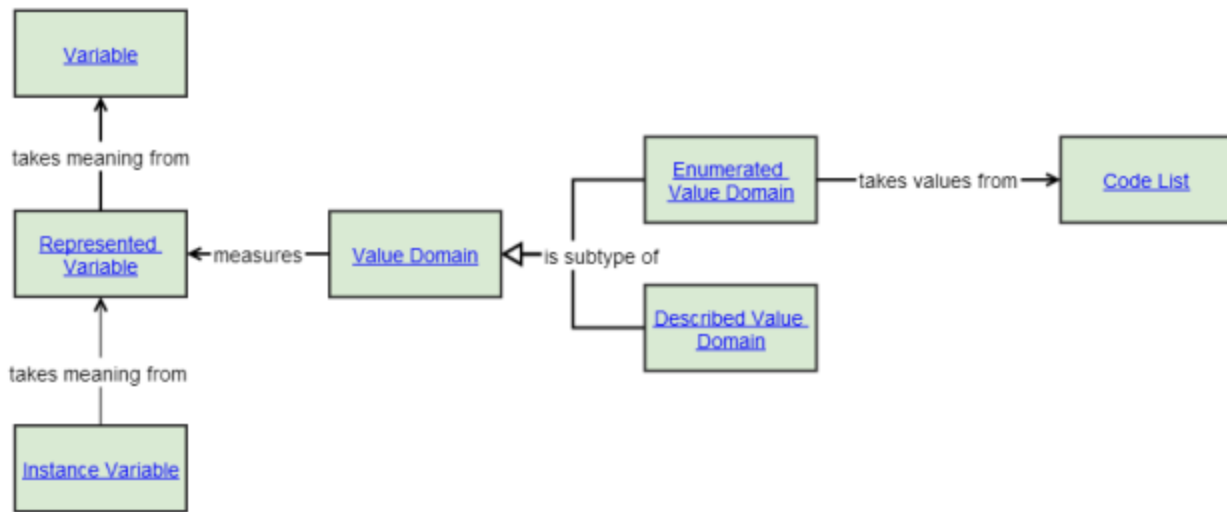 Variable
takes meaning from
Enumerated
Value Domain
takes values from
Code List
Represented
Variable
measures
Value Domain
is subtype of
Described Value
Domain
takes meaning from
Instance Variable